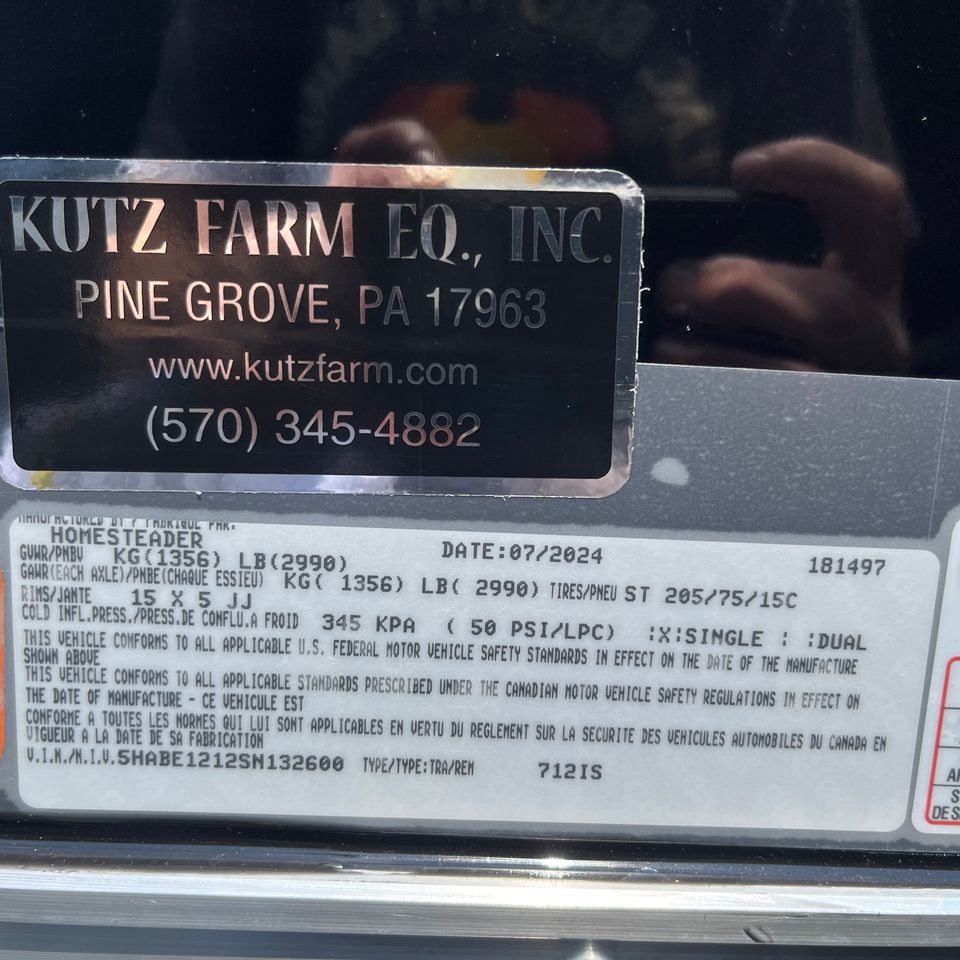 KUTZ FARM EQ., INC.
PINE GROVE, PA 17963
www.kutzfarm.com
(570) 345-4882
MANUFACTURED BY / FABRIQUE PAR:
HOMESTEADER DATE:07/2024 181497
GVWR/PNBV KG(1356) LB(2990)
GAWR(EACH AXLE)/PNBE(CHAQUE ESSIEU) KG( 1356) LB( 2990) TIRES/PNEU ST 205/75/15C
RIMS/JANTE 15 X 5 JJ
COLD INFL.PRESS./PRESS.DE CONFLU.A FROID 345 KPA ( 50 PSI/LPC) :X:SINGLE : :DUAL
THIS VEHICLE CONFORMS TO ALL APPLICABLE U.S. FEDERAL MOTOR VEHICLE SAFETY STANDARDS IN EFFECT ON THE DATE OF THE MANUFACTURE
SHOWN ABOVE
THIS VEHICLE CONFORMS TO ALL APPLICABLE STANDARDS PRESCRIBED UNDER THE CANADIAN MOTOR VEHICLE SAFETY REGULATIONS IN EFFECT ON
THE DATE OF MANUFACTURE - CE VEHICULE EST
CONFORME A TOUTES LES NORMES QUI LUI SONT APPLICABLES EN VERTU DU REGLEMENT SUR LA SECURITE DES VEHICULES AUTOMOBILES DU CANADA EN
VIGUEUR A LA DATE DE SA FABRICATION
V.I.N./N.I.V.5HABE1212SN132600 TYPE/TYPE:TRA/REM 712IS